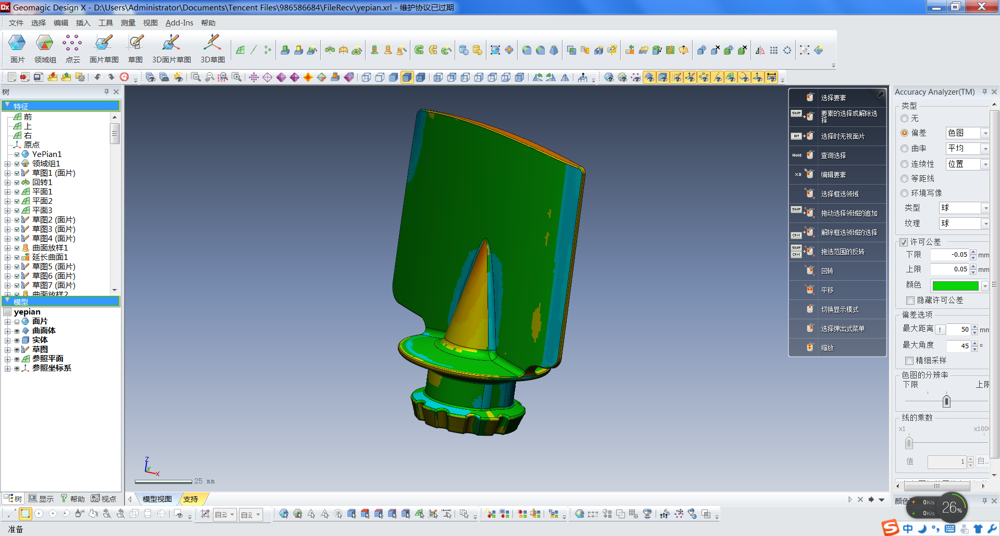 Geomagic Design X - D:\Users\Administrator\Documents\Tencent Files\986586684\FileRecv\yepian.xrl - 维护协议已过期
文件 选择 编辑 插入 工具 测量 视图 Add-Ins 帮助
面片 领域组 点云 面片草图 草图 3D面片草图 3D草图
树
特征
前
上
右
原点
YePian1
领域组1
草图1 (面片)
回转1
平面1
平面2
平面3
草图2 (面片)
草图3 (面片)
草图4 (面片)
曲面放样1
延长曲面1
草图5 (面片)
草图6 (面片)
草图7 (面片)
曲面放样2
模型
yepian
面片
曲面体
实体
草图
参照平面
参照坐标系
树 显示 帮助 视点
Z
Y
X
25 mm
模型视图 支持
选择要素
Shift + 要素的选择或解除选择
Alt + 选择时无视面片
Hold 查询选择
X2 编辑要素
选择框选领域
Shift + 拖动选择领域的追加
Ctrl + 解除框选领域的选择
Shift Ctrl + 拖选范围的反转
回转
平移
切换显示模式
选择弹出式菜单
缩放
Accuracy Analyzer(TM)
类型
无
偏差 色图
曲率 平均
连续性 位置
等距线
环境写像
类型 球
纹理 球
许可公差
下限 -0.05 mm
上限 0.05 mm
颜色
隐藏许可公差
偏差选项
最大距离 ! 50 mm
最大角度 45 °
精细采样
色图的分辨率
下限 上限
线的乘数
x1 x1000
值 1 自...
颜色
0K/s
0K/s
26%
自动 自动
准备
S 中